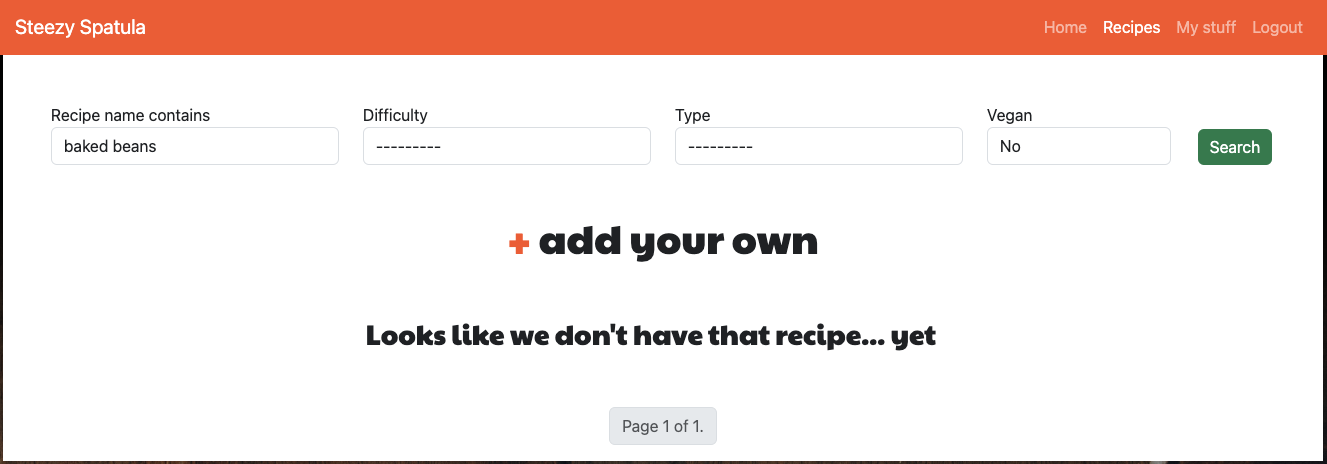 Steezy Spatula Home Recipes My stuff Logout
Recipe name contains Difficulty Type Vegan
baked beans --------- --------- No Search
+ add your own
Looks like we don't have that recipe... yet
Page 1 of 1.